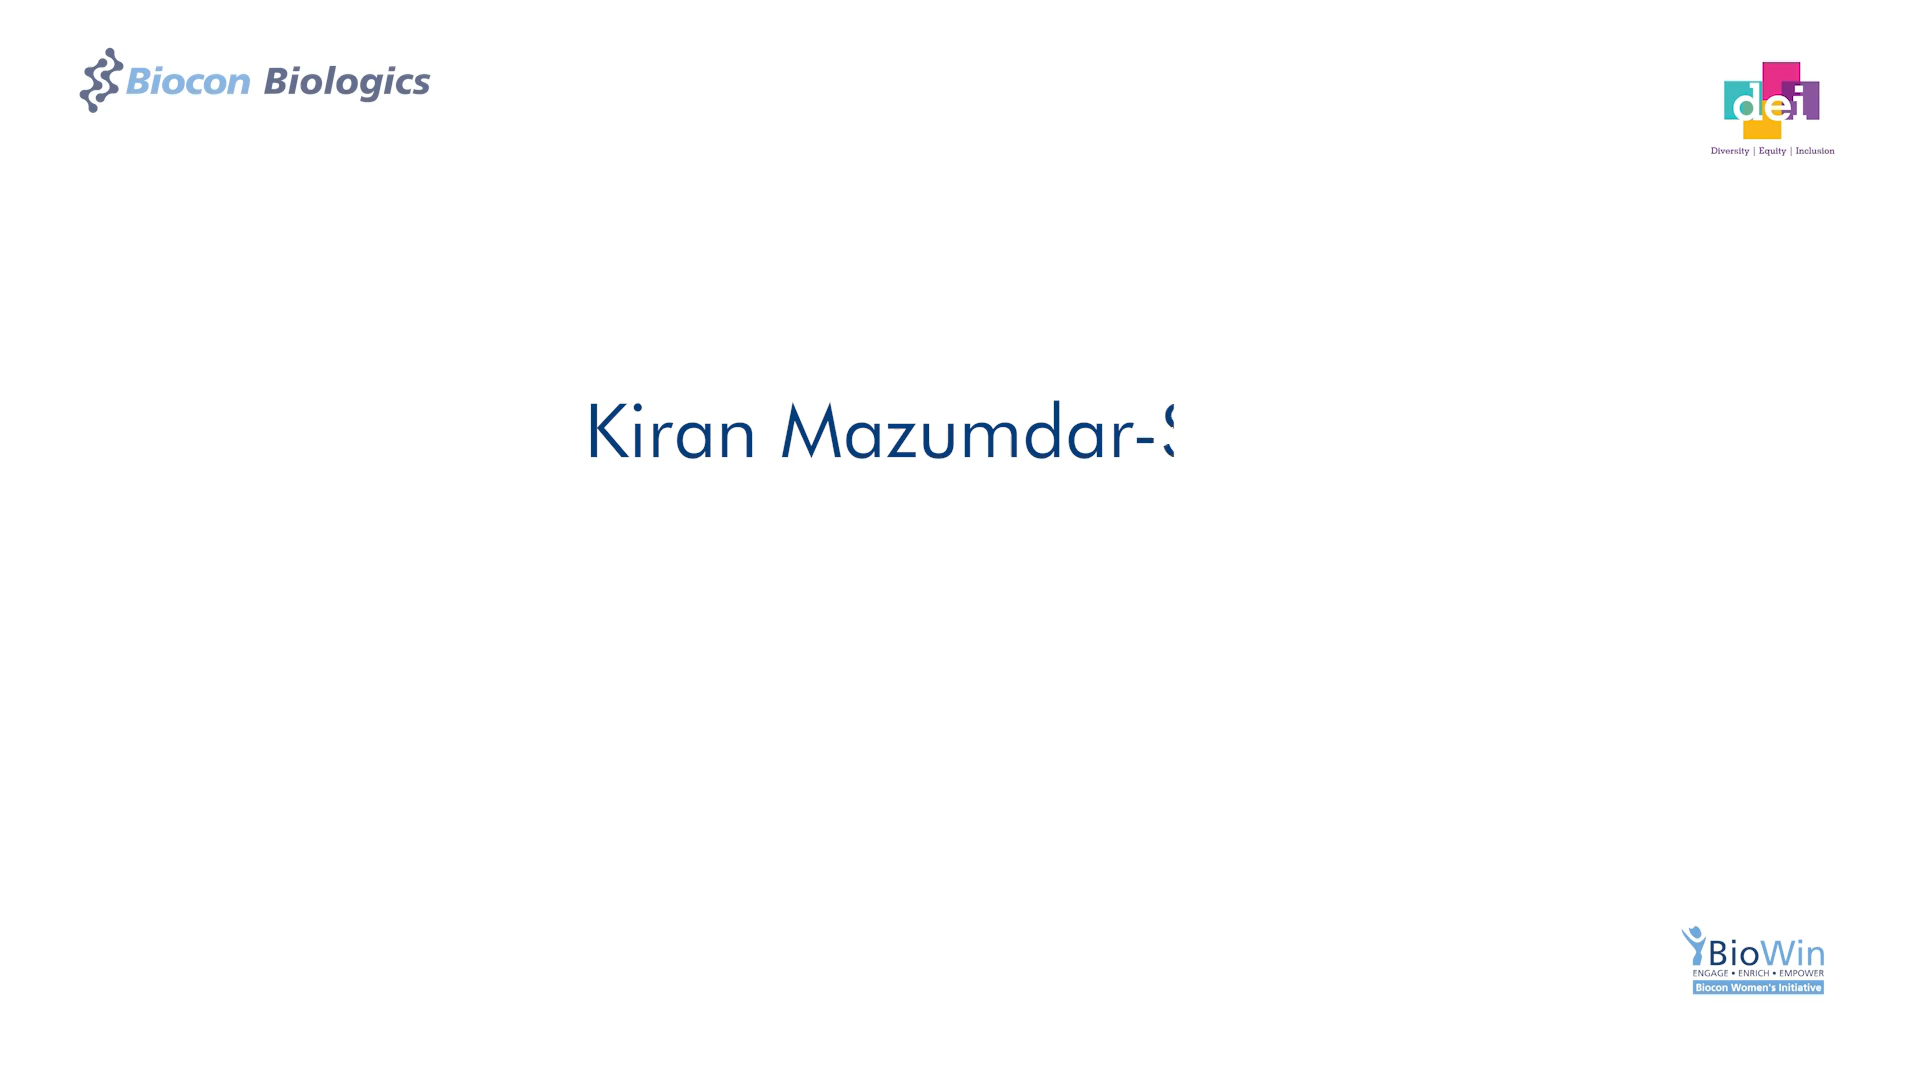 Biocon Biologics
dei
Diversity | Equity | Inclusion
Kiran Mazumdar-S
BioWin
ENGAGE • ENRICH • EMPOWER
Biocon Women's Initiative